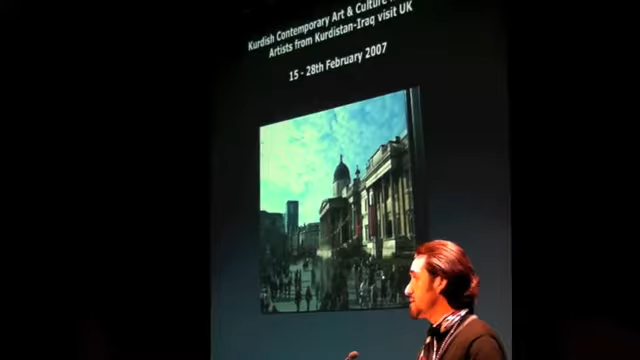 Kurdish Contemporary Art & Culture
Artists from Kurdistan-Iraq visit UK
15 - 28th February 2007